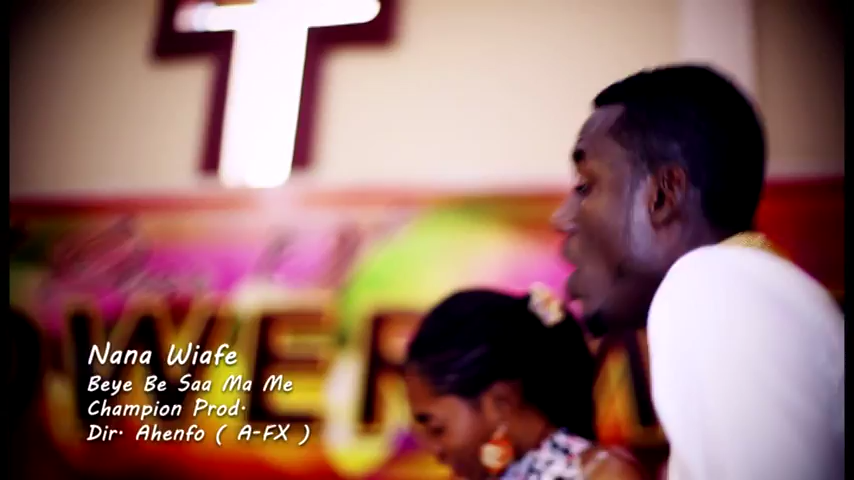 Nana Wiafe
Beye Be Saa Ma Me
Champion Prod.
Dir. Ahenfo ( A-FX )